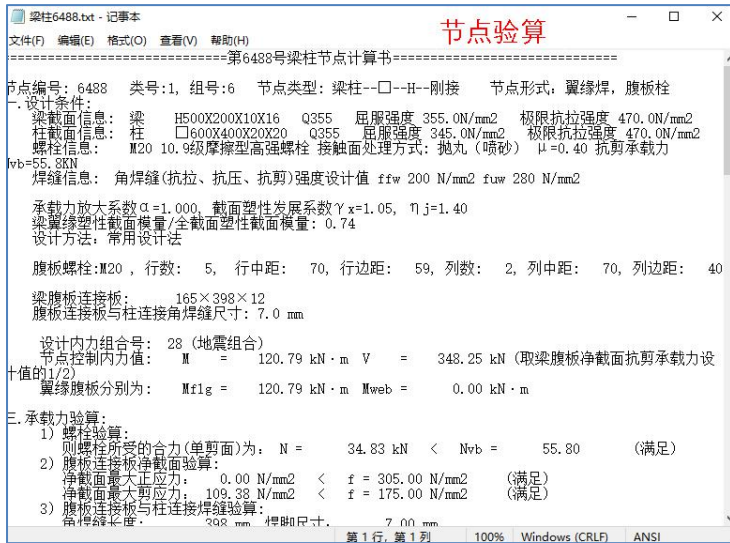 梁柱6488.txt - 记事本
节点验算
文件(F) 编辑(E) 格式(O) 查看(V) 帮助(H)
============================第6488号梁柱节点计算书=============================
节点编号: 6488 类号:1, 组号:6 节点类型: 梁柱--□--H--刚接 节点形式: 翼缘焊, 腹板栓
一.设计条件:
梁截面信息: 梁 H500X200X10X16 Q355 屈服强度 355.0N/mm2 极限抗拉强度 470.0N/mm2
柱截面信息: 柱 □600X400X20X20 Q355 屈服强度 345.0N/mm2 极限抗拉强度 470.0N/mm2
螺栓信息: M20 10.9级摩擦型高强螺栓 接触面处理方式: 抛丸 (喷砂) μ=0.40 抗剪承载力
Nvb=55.8KN
焊缝信息: 角焊缝(抗拉、抗压、抗剪)强度设计值 ffw 200 N/mm2 fuw 280 N/mm2
承载力放大系数α=1.000, 截面塑性发展系数γx=1.05, ηj=1.40
梁翼缘塑性截面模量/全截面塑性截面模量: 0.74
设计方法: 常用设计法
腹板螺栓:M20 , 行数: 5, 行中距: 70, 行边距: 59, 列数: 2, 列中距: 70, 列边距: 40
梁腹板连接板: 165×398×12
腹板连接板与柱连接角焊缝尺寸: 7.0 mm
设计内力组合号: 28 (地震组合)
节点控制内力值: M = 120.79 kN·m V = 348.25 kN (取梁腹板净截面抗剪承载力设
计值的1/2)
翼缘腹板分别为: Mflg = 120.79 kN·m Mweb = 0.00 kN·m
三.承载力验算:
1) 螺栓验算:
则螺栓所受的合力(单剪面)为: N = 34.83 kN < Nvb = 55.80 (满足)
2) 腹板连接板净截面验算:
净截面最大正应力: 0.00 N/mm2 < f = 305.00 N/mm2 (满足)
净截面最大剪应力: 109.38 N/mm2 < f = 175.00 N/mm2 (满足)
3) 腹板连接板与柱连接焊缝验算:
角焊缝长度: 398 mm 焊脚尺寸: 7.00 mm
第 1 行, 第 1 列 100% Windows (CRLF) ANSI